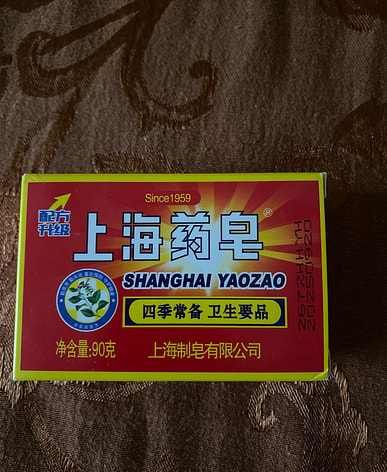 Since1959
配方
升级
上海药皂®
SHANGHAI YAOZAO
四季常备 卫生要品
净含量:90克
上海制皂有限公司
20250620